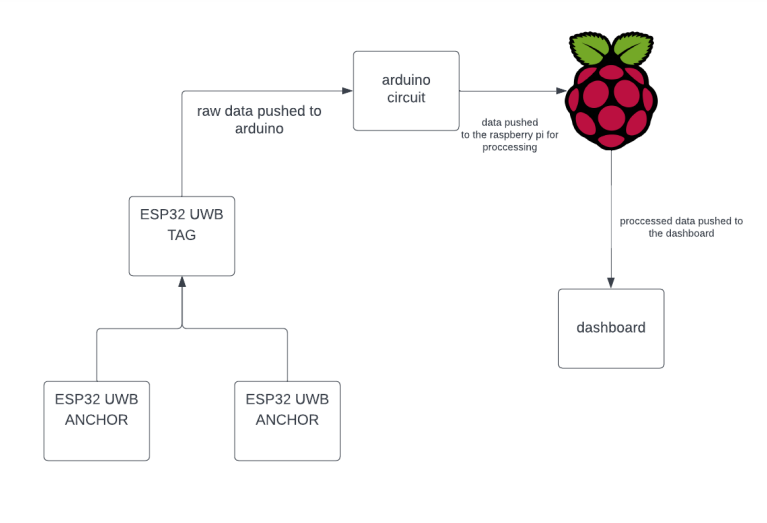 arduino
circuit
raw data pushed to
arduino
data pushed
to the raspberry pi for
proccessing
ESP32 UWB
TAG
proccessed data pushed to
the dashboard
dashboard
ESP32 UWB
ANCHOR
ESP32 UWB
ANCHOR